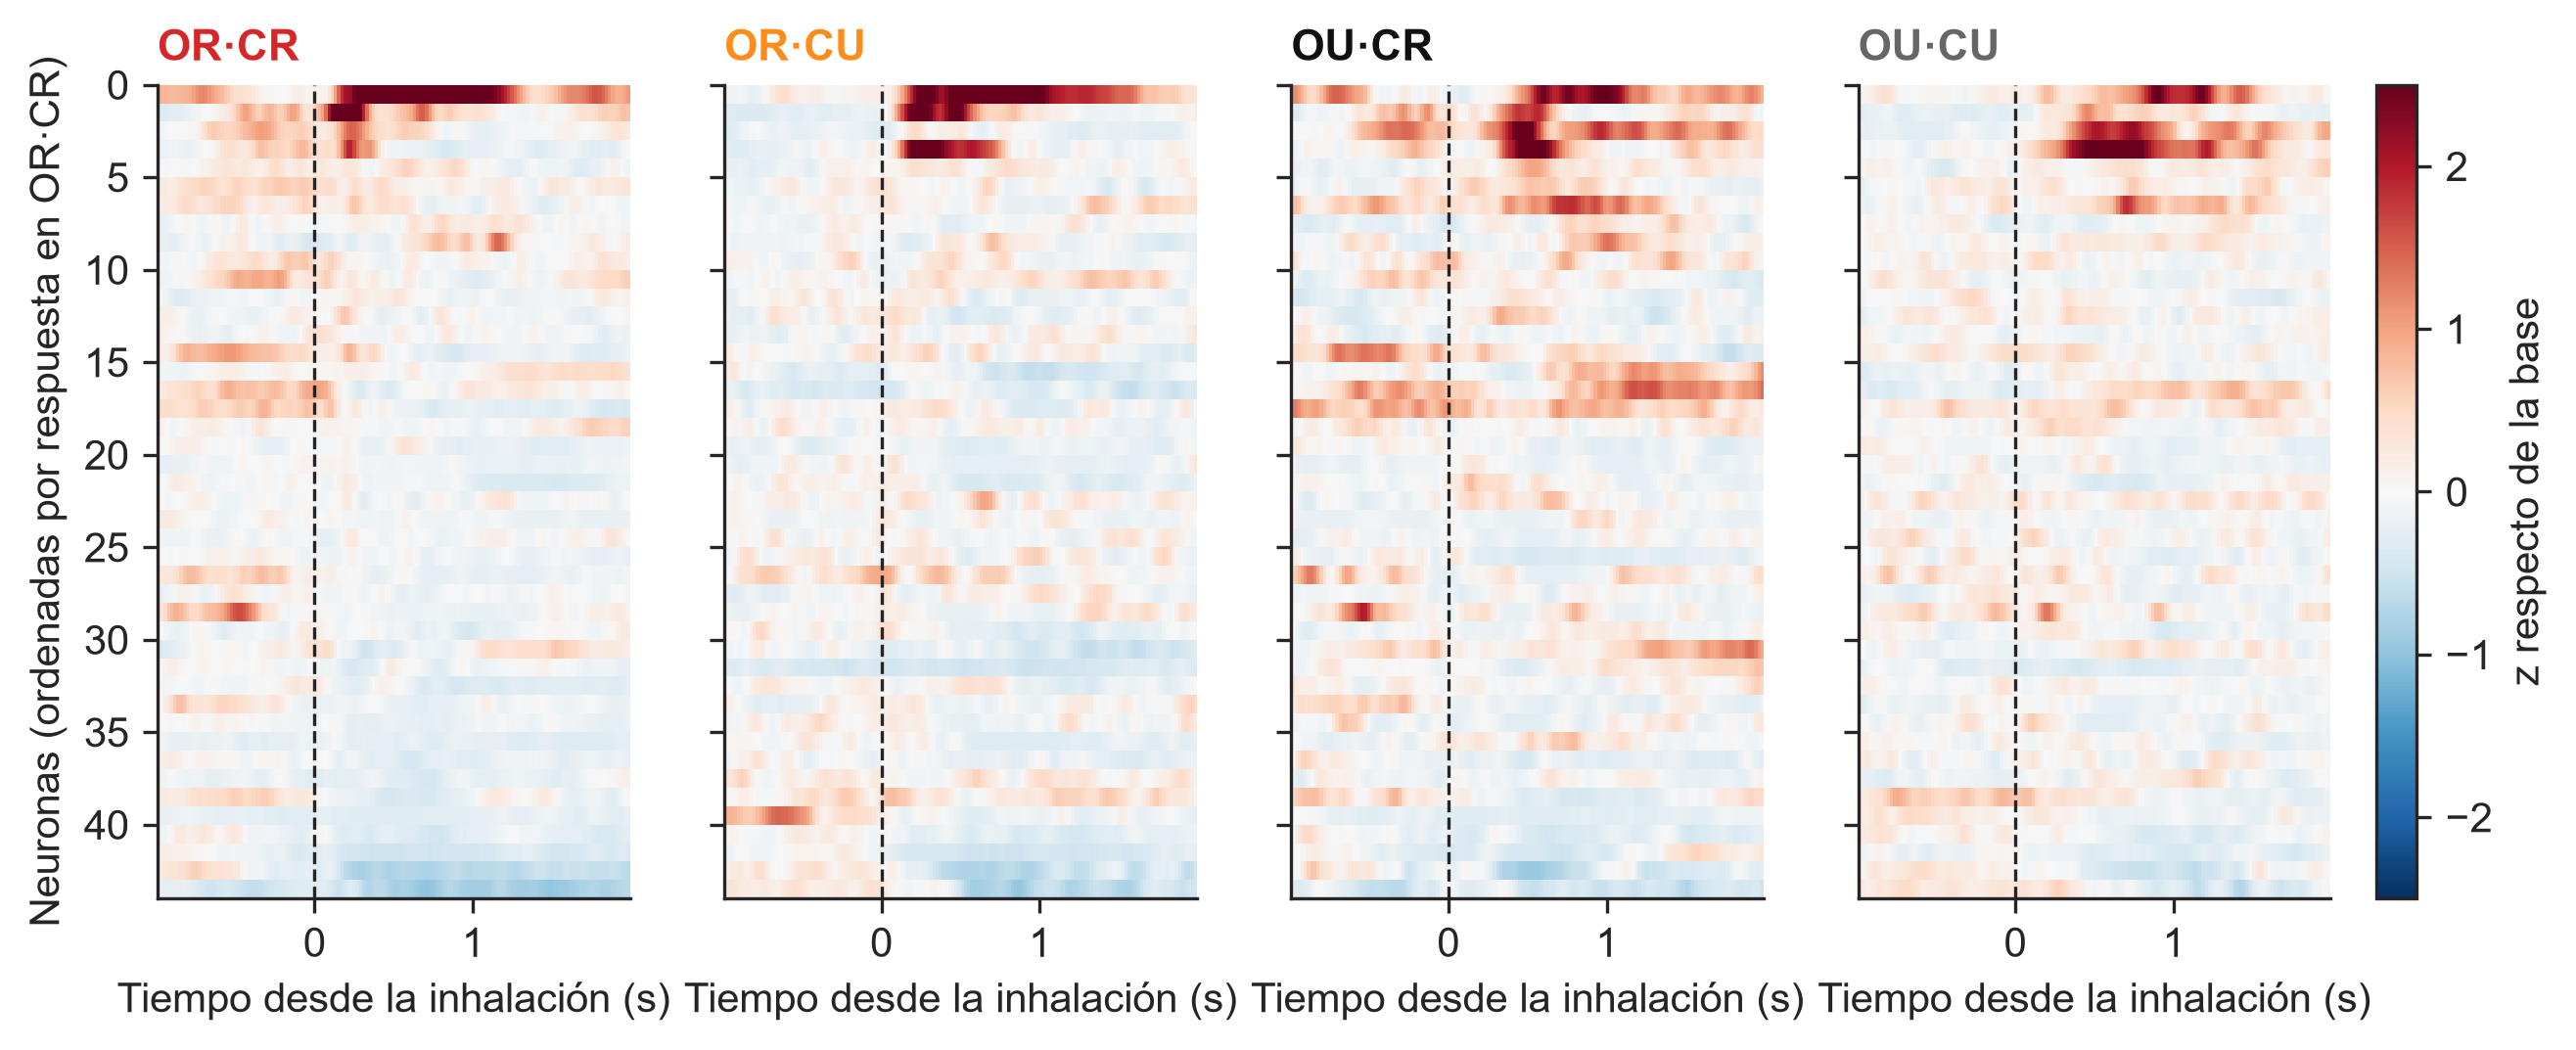 OR·CR
OR·CU
OU·CR
OU·CU
Neuronas (ordenadas por respuesta en OR·CR)
0
5
10
15
20
25
30
35
40
0 1
0 1
0 1
0 1
Tiempo desde la inhalación (s)
Tiempo desde la inhalación (s)
Tiempo desde la inhalación (s)
Tiempo desde la inhalación (s)
2
1
0
−1
−2
z respecto de la base